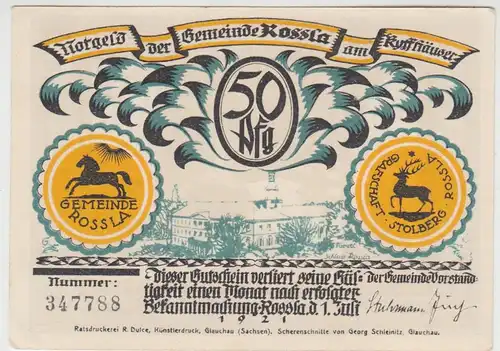 Notgeld der Gemeinde Rossla am Kyffhäuser
50
Pfg
GEMEINDE
ROSSLA
GRAFSCHAFT STOLBERG ROSSLA
Nummer:
347788
Dieser Gutschein verliert seine Gül-
tigkeit einen Monat nach erfolgter
Bekanntmachung-Rossla.d. 1. Juli
1921
der Gemeindevorstand:
Ratsdruckerei R. Dulce, Künstlerdruck, Glauchau (Sachsen). Scherenschnitte von Georg Schleinitz, Glauchau.